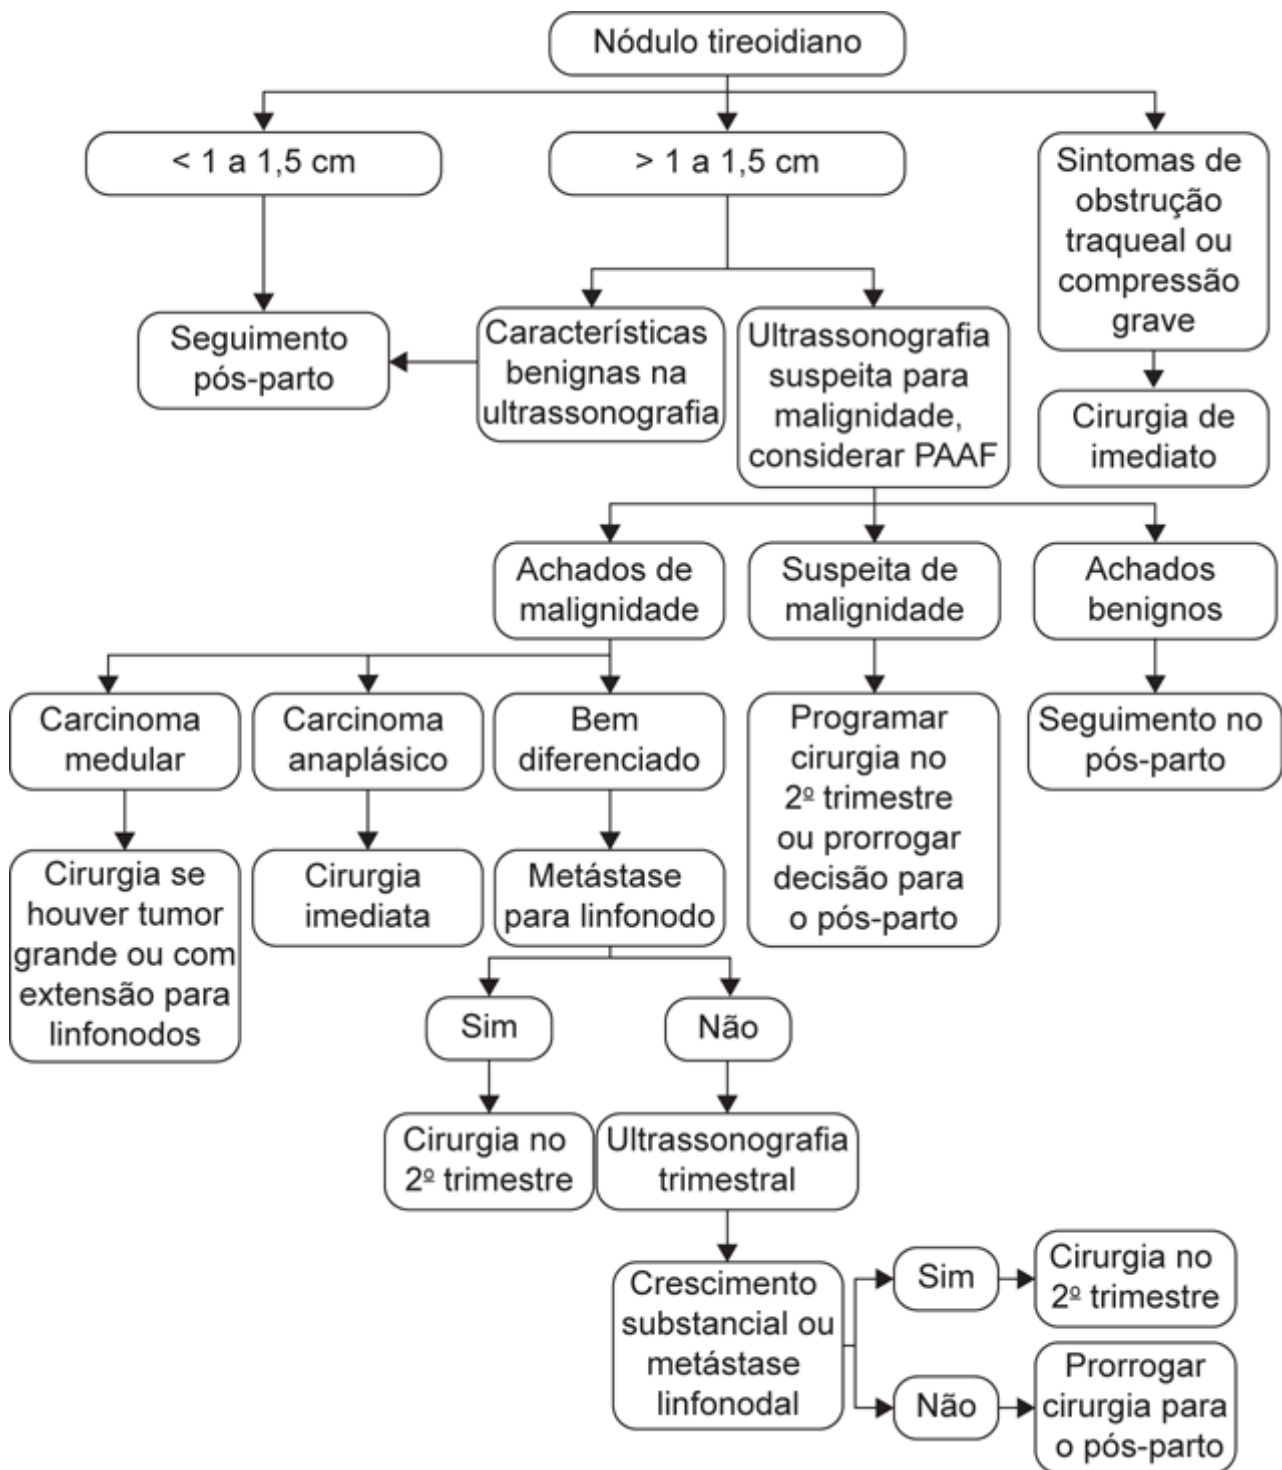 Nódulo tireoidiano
< 1 a 1,5 cm
> 1 a 1,5 cm
Sintomas de
obstrução
traqueal ou
compressão
grave
Seguimento
pós-parto
Características
benignas na
ultrassonografia
Ultrassonografia
suspeita para
malignidade,
considerar PAAF
Cirurgia de
imediato
Achados de
malignidade
Suspeita de
malignidade
Achados
benignos
Carcinoma
medular
Carcinoma
anaplásico
Bem
diferenciado
Programar
cirurgia no
2º trimestre
ou prorrogar
decisão para
o pós-parto
Seguimento no
pós-parto
Cirurgia se
houver tumor
grande ou com
extensão para
linfonodos
Cirurgia
imediata
Metástase
para linfonodo
Sim
Não
Cirurgia no
2º trimestre
Ultrassonografia
trimestral
Crescimento
substancial ou
metástase
linfonodal
Sim
Cirurgia no
2º trimestre
Não
Prorrogar
cirurgia para
o pós-parto